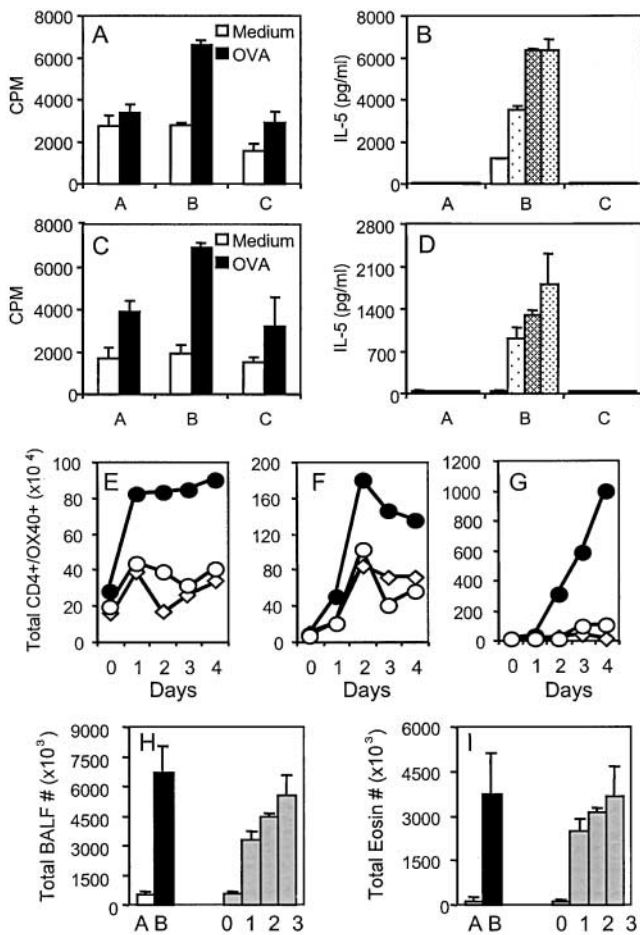 A
Medium
OVA
CPM
8000
6000
4000
2000
0
A B C
B
IL-5 (pg/ml)
8000
6000
4000
2000
0
A B C
C
Medium
OVA
CPM
8000
6000
4000
2000
0
A B C
D
IL-5 (pg/ml)
2800
2100
1400
700
0
A B C
Total CD4+/OX40+ (x10⁴)
E
100
80
60
40
20
0
0 1 2 3 4
Days
F
200
160
120
80
40
0
0 1 2 3 4
Days
G
1200
1000
800
600
400
200
0
0 1 2 3 4
Days
H
Total BALF # (x10³)
9000
7500
6000
4500
3000
1500
0
A B 0 1 2 3
I
Total Eosin # (x10³)
6000
4500
3000
1500
0
A B 0 1 2 3